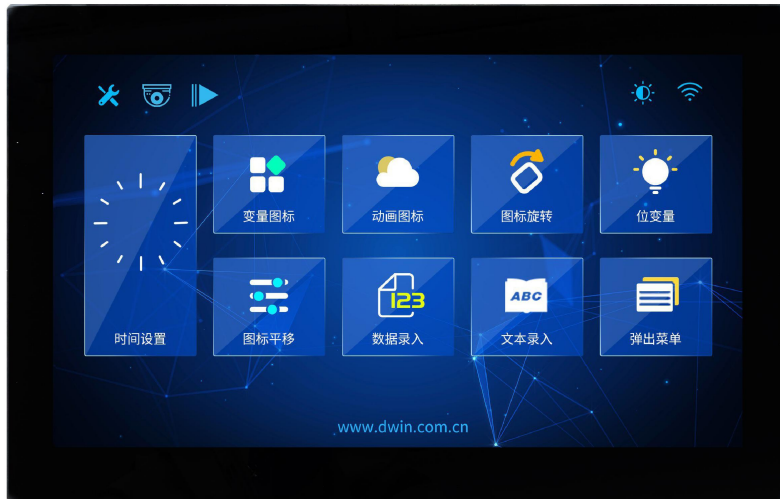 变量图标
动画图标
图标旋转
位变量
时间设置
图标平移
123
数据录入
ABC
文本录入
弹出菜单
www.dwin.com.cn